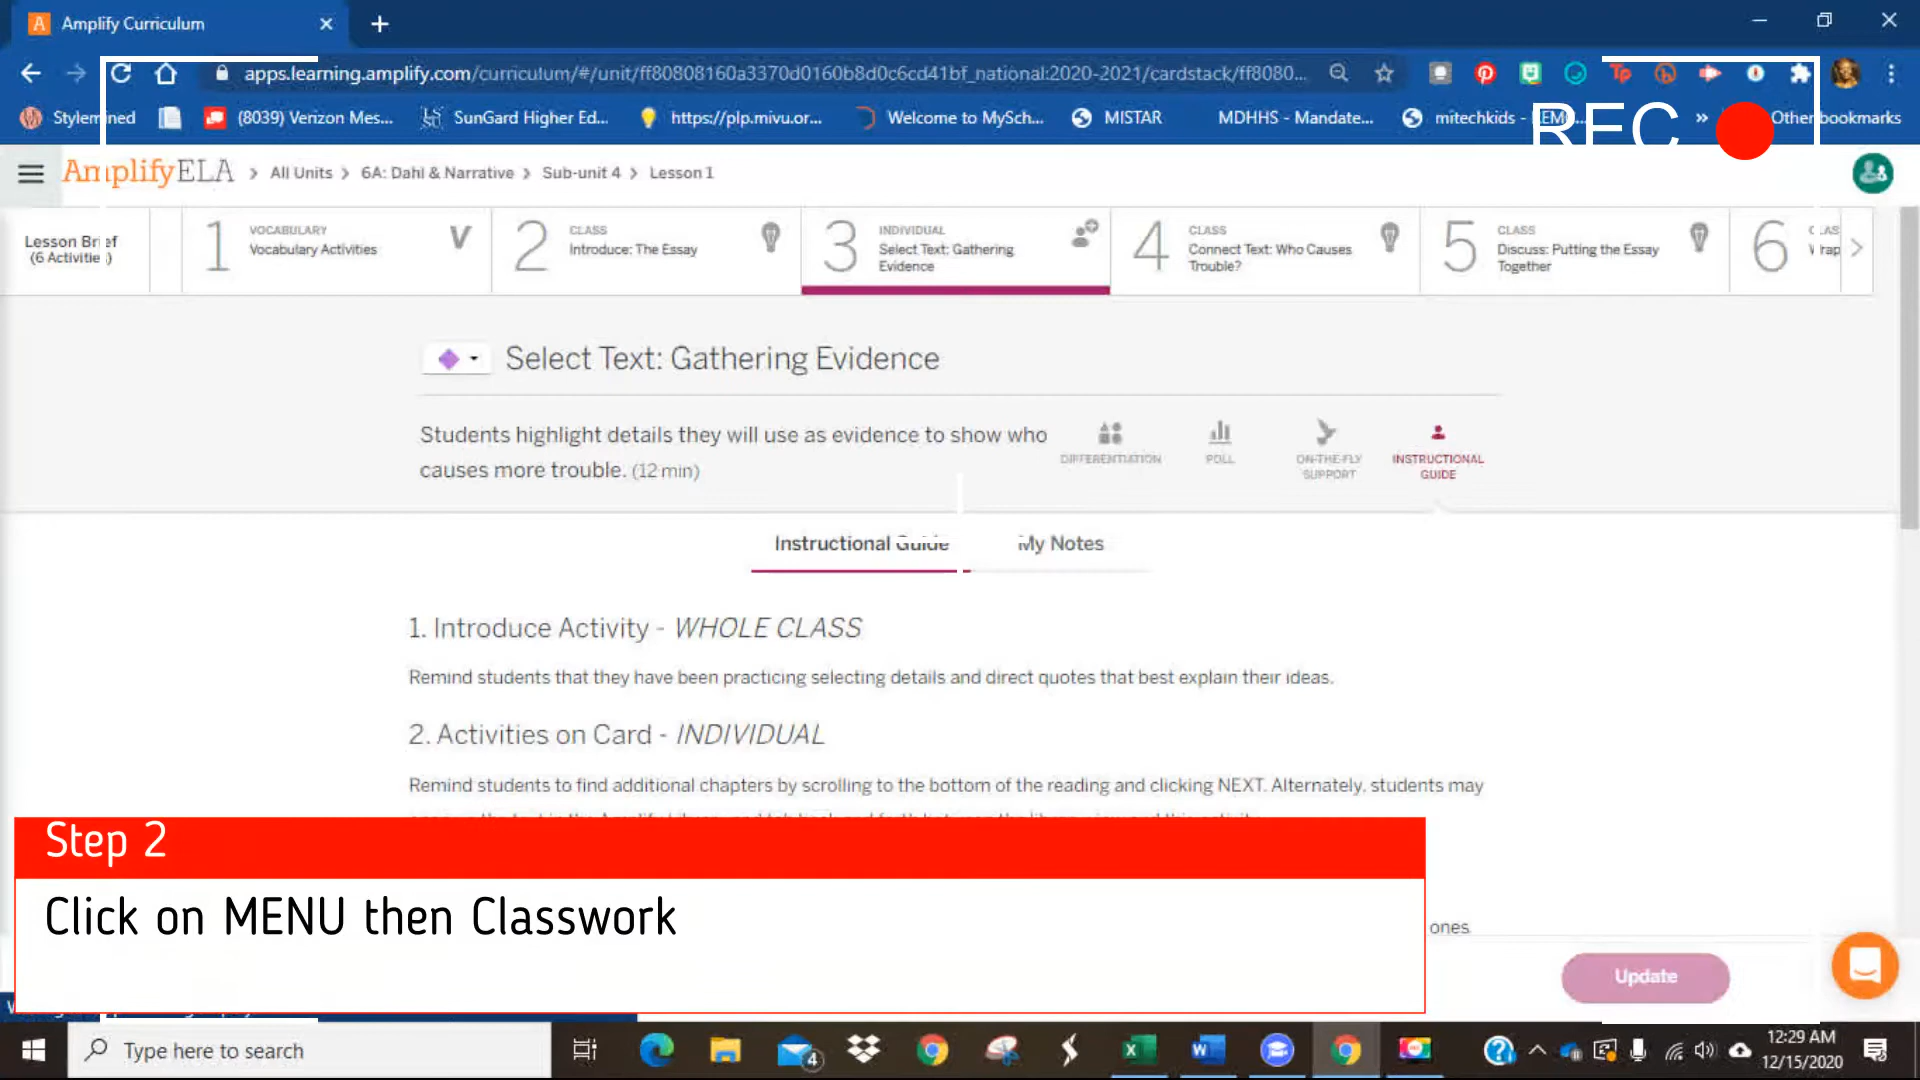 Amplify Curriculum
apps.learning.amplify.com/curriculum/#/unit/ff80808160a3370d0160b8d0c6cd41bf_national:2020-2021/cardstack/ff8080...
Stylemined
(8039) Verizon Mes...
SunGard Higher Ed...
https://plp.mivu.or...
Welcome to MySch...
MISTAR
MDHHS - Mandate...
mitechkids - REMC...
»
Other bookmarks
REC
AmplifyELA > All Units > 6A: Dahl & Narrative > Sub-unit 4 > Lesson 1
Lesson Brief
(6 Activities)
1
VOCABULARY
Vocabulary Activities
V
2
CLASS
Introduce: The Essay
3
INDIVIDUAL
Select Text: Gathering
Evidence
4
CLASS
Connect Text: Who Causes
Trouble?
5
CLASS
Discuss: Putting the Essay
Together
6
Wrap
Select Text: Gathering Evidence
Students highlight details they will use as evidence to show who
causes more trouble. (12 min)
DIFFERENTIATION
POLL
ON-THE-FLY
SUPPORT
INSTRUCTIONAL
GUIDE
Instructional Guide
My Notes
1. Introduce Activity - WHOLE CLASS
Remind students that they have been practicing selecting details and direct quotes that best explain their ideas.
2. Activities on Card - INDIVIDUAL
Remind students to find additional chapters by scrolling to the bottom of the reading and clicking NEXT. Alternately, students may
ones
Step 2
Click on MENU then Classwork
Update
Type here to search
4
12:29 AM
12/15/2020